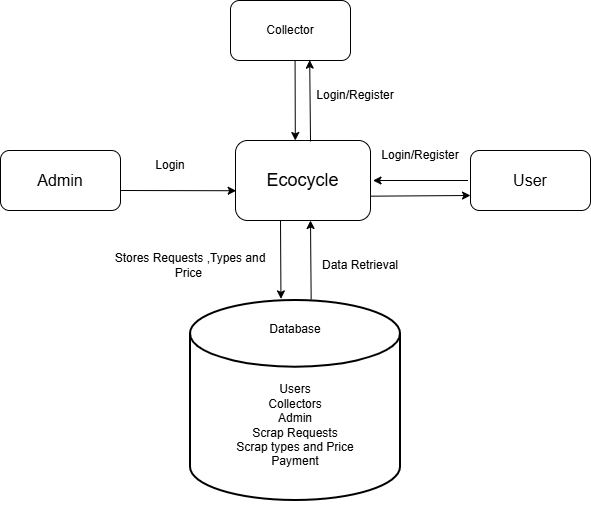 Collector
Login/Register
Login
Login/Register
Admin
Ecocycle
User
Stores Requests ,Types and
Price
Data Retrieval
Database
Users
Collectors
Admin
Scrap Requests
Scrap types and Price
Payment